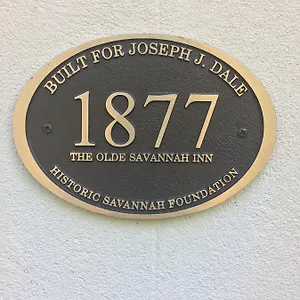 BUILT FOR JOSEPH J. DALE
1877
THE OLDE SAVANNAH INN
HISTORIC SAVANNAH FOUNDATION